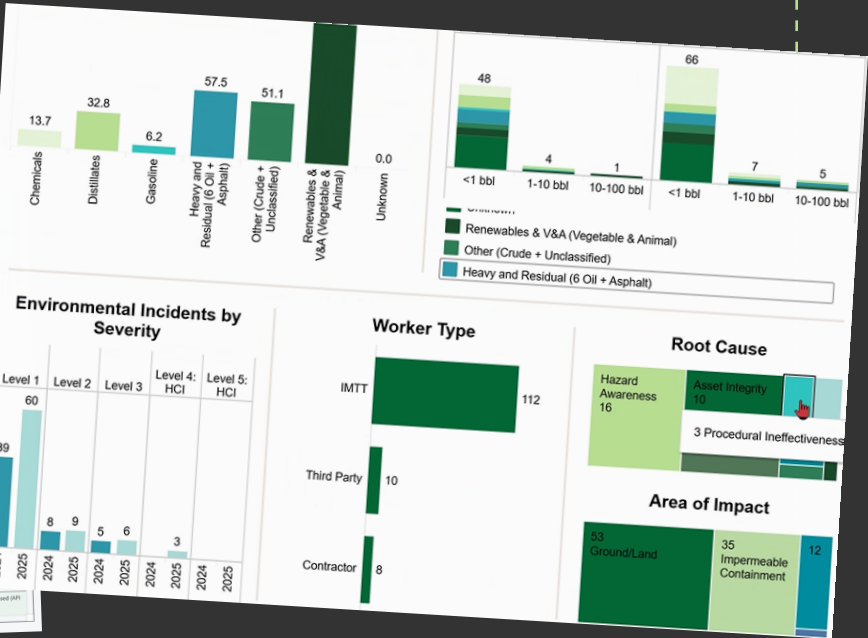 13.7
32.8
6.2
57.5
51.1
0.0
Chemicals
Distillates
Gasoline
Heavy and
Residual (6 Oil +
Asphalt)
Other (Crude +
Unclassified)
Renewables &
V&A (Vegetable &
Animal)
Unknown
48
4
1
66
7
5
<1 bbl
1-10 bbl
10-100 bbl
<1 bbl
1-10 bbl
10-100 bbl
Unknown
Renewables & V&A (Vegetable & Animal)
Other (Crude + Unclassified)
Heavy and Residual (6 Oil + Asphalt)
Environmental Incidents by
Severity
Level 1
Level 2
Level 3
Level 4:
HCI
Level 5:
HCI
39
60
8
9
5
6
3
2025
2024
2025
2024
2025
2024
2025
2024
2025
Worker Type
IMTT
112
Third Party
10
Contractor
8
Root Cause
Hazard
Awareness
16
Asset Integrity
10
3 Procedural Ineffectiveness
Area of Impact
53
Ground/Land
35
Impermeable
Containment
12